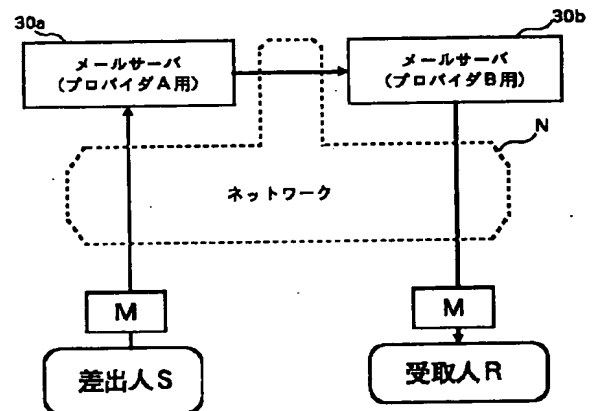 30a
30b
メールサーバ
(プロバイダA用)
メールサーバ
(プロバイダB用)
N
ネットワーク
M
M
差出人S
受取人R